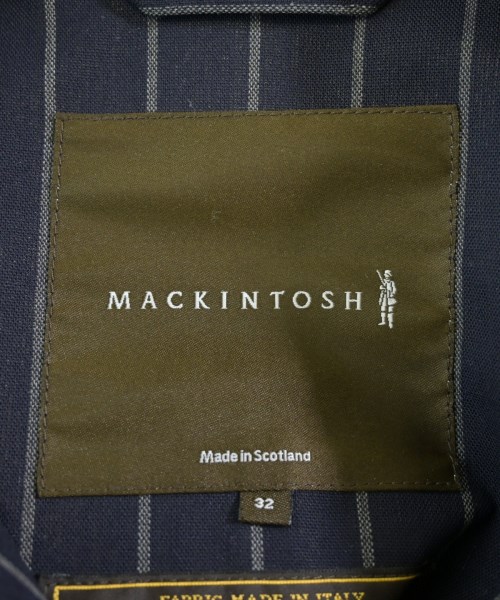 MACKINTOSH
Made in Scotland
32
FABRIC MADE IN ITALY